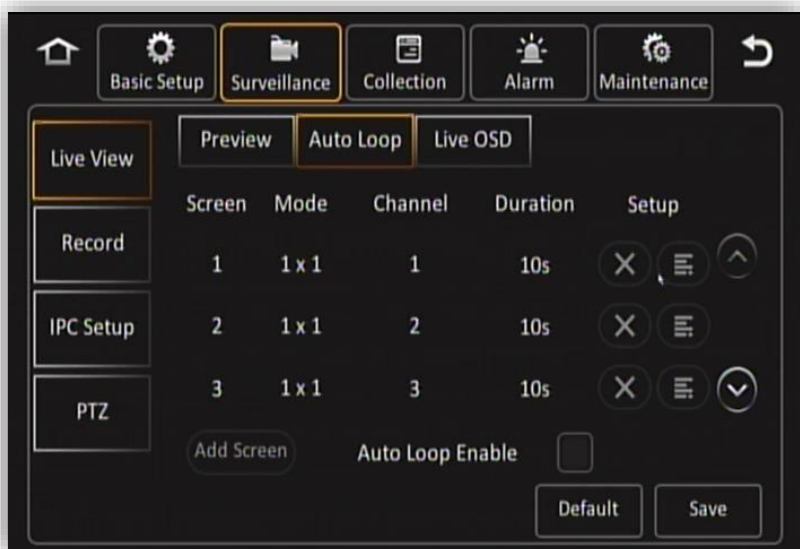 Basic Setup Surveillance Collection Alarm Maintenance
Live View Preview Auto Loop Live OSD
Screen Mode Channel Duration Setup
Record
1 1 x 1 1 10s
IPC Setup 2 1 x 1 2 10s
3 1 x 1 3 10s
PTZ
Add Screen Auto Loop Enable
Default Save